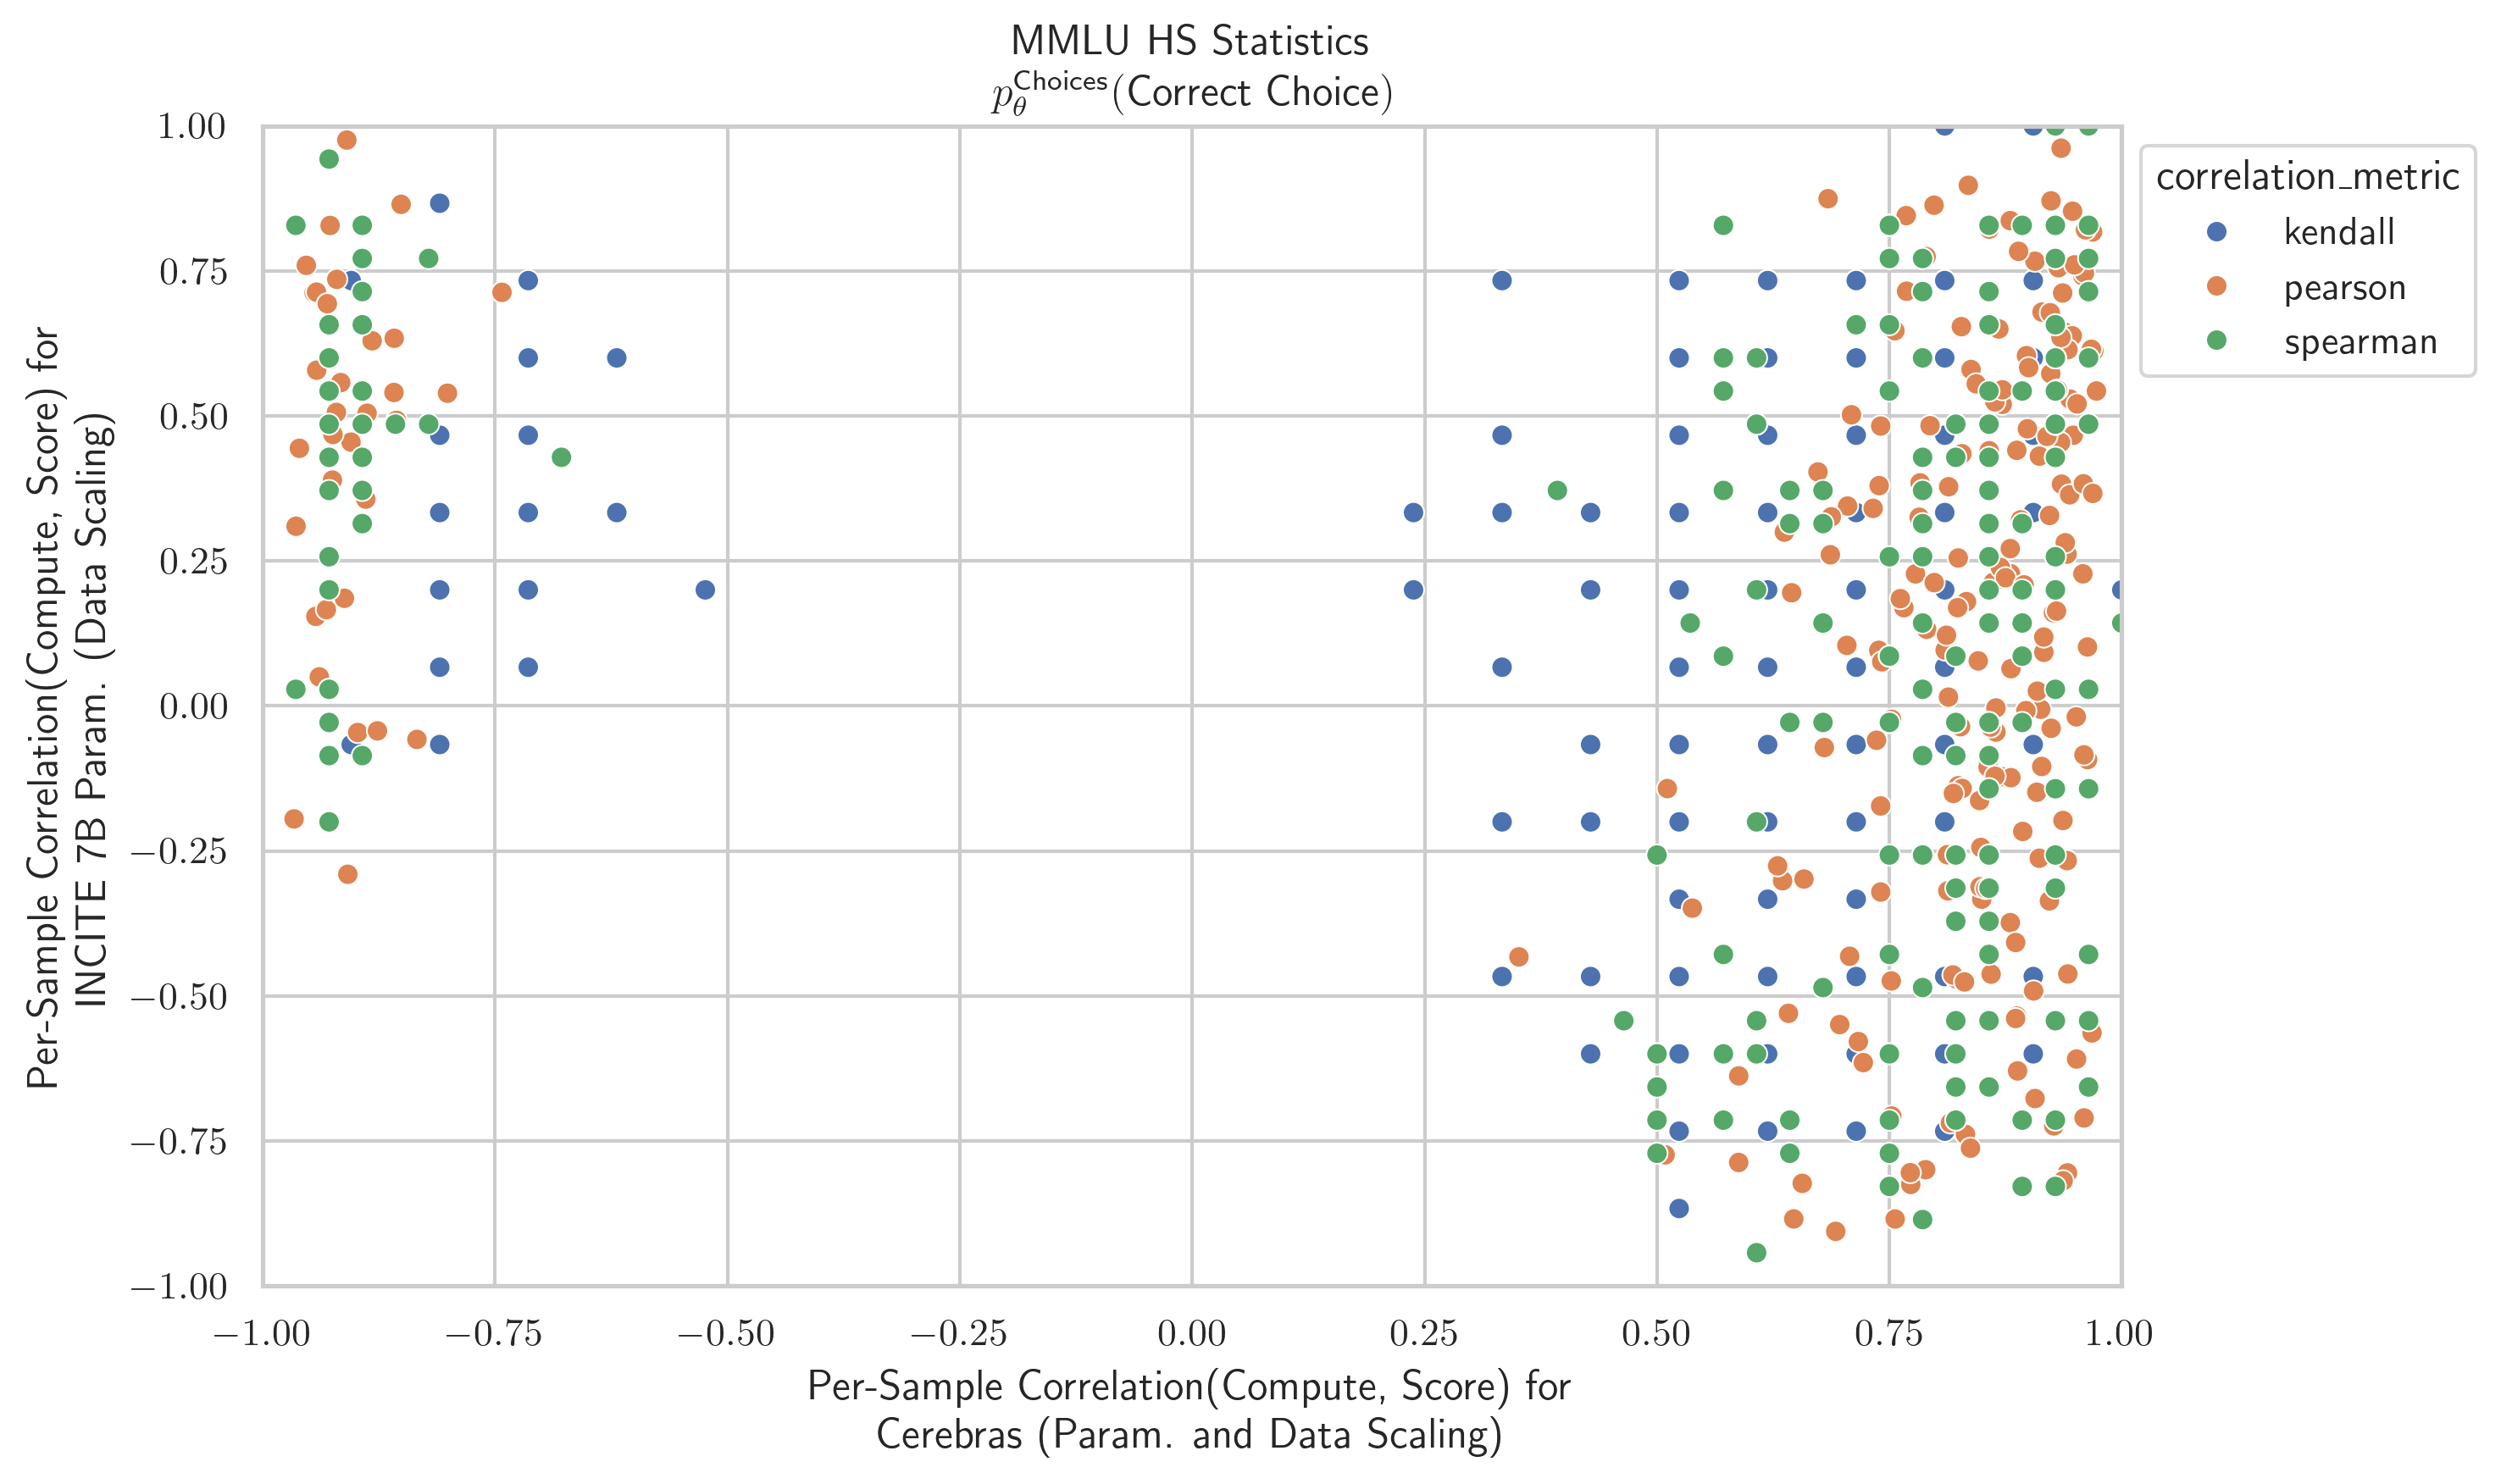 MMLU HS Statistics
p_θ^Choices(Correct Choice)
1.00
0.75
0.50
0.25
0.00
−0.25
−0.50
−0.75
−1.00
Per-Sample Correlation(Compute, Score) for
INCITE 7B Param. (Data Scaling)
correlation_metric
kendall
pearson
spearman
−1.00 −0.75 −0.50 −0.25 0.00 0.25 0.50 0.75 1.00
Per-Sample Correlation(Compute, Score) for
Cerebras (Param. and Data Scaling)